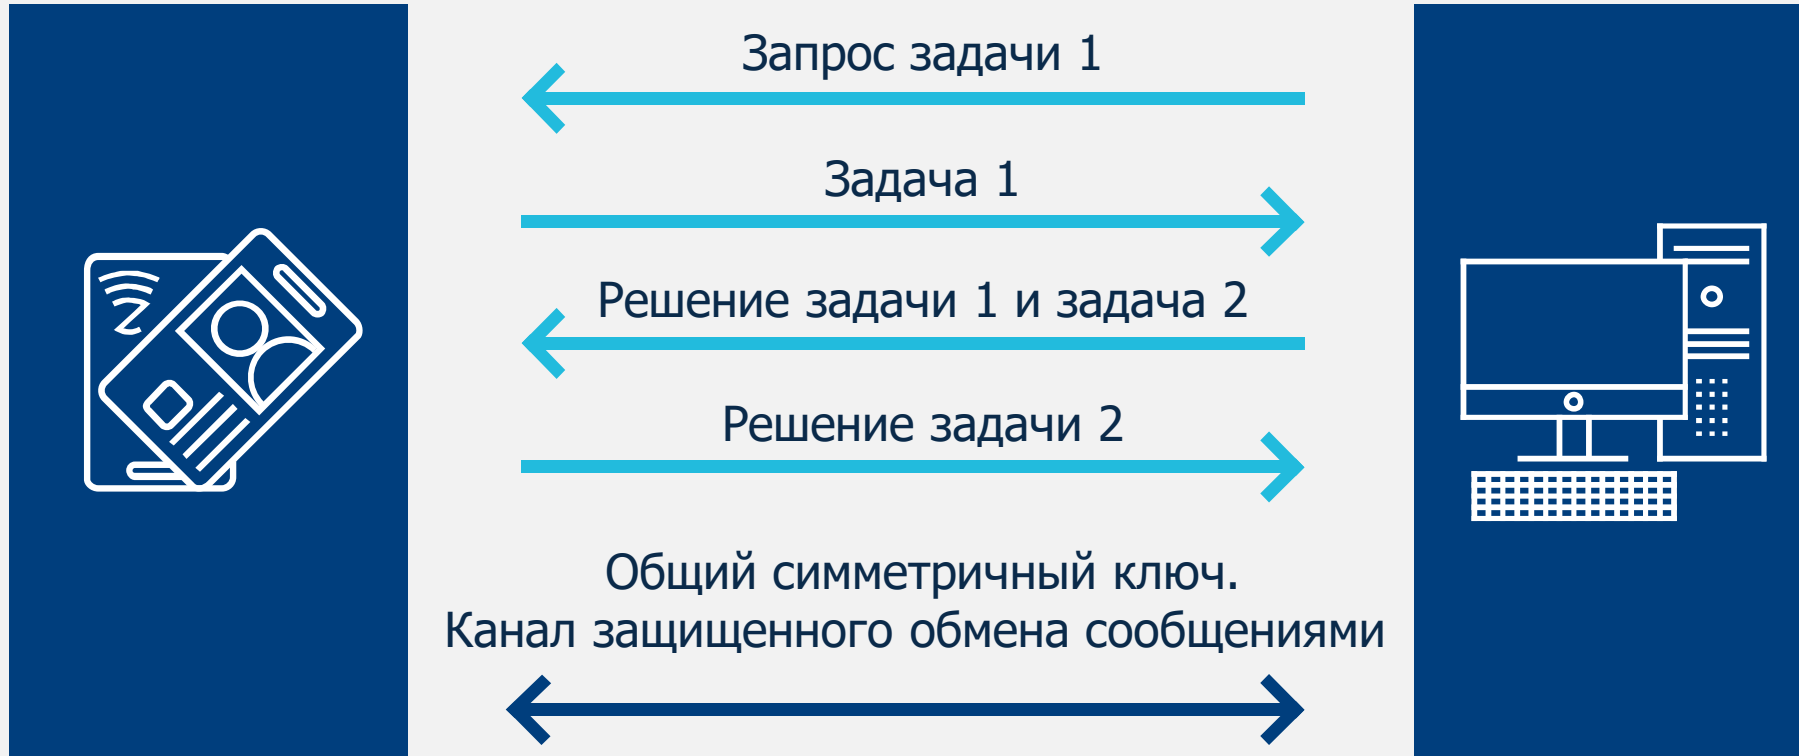 Запрос задачи 1
Задача 1
Решение задачи 1 и задача 2
Решение задачи 2
Общий симметричный ключ.
Канал защищенного обмена сообщениями